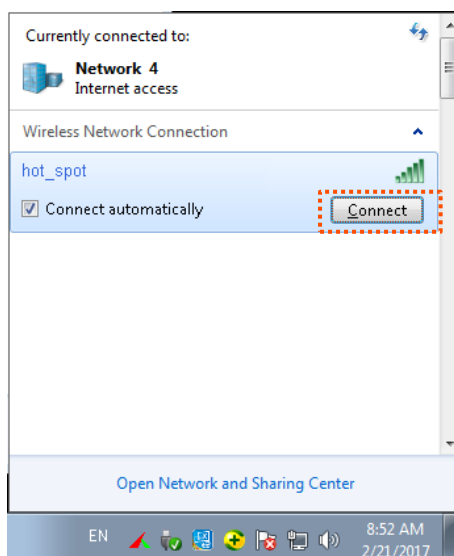 Currently connected to:
Network 4
Internet access
Wireless Network Connection
hot_spot
Connect automatically
Connect
Open Network and Sharing Center
EN
8:52 AM
2/21/2017